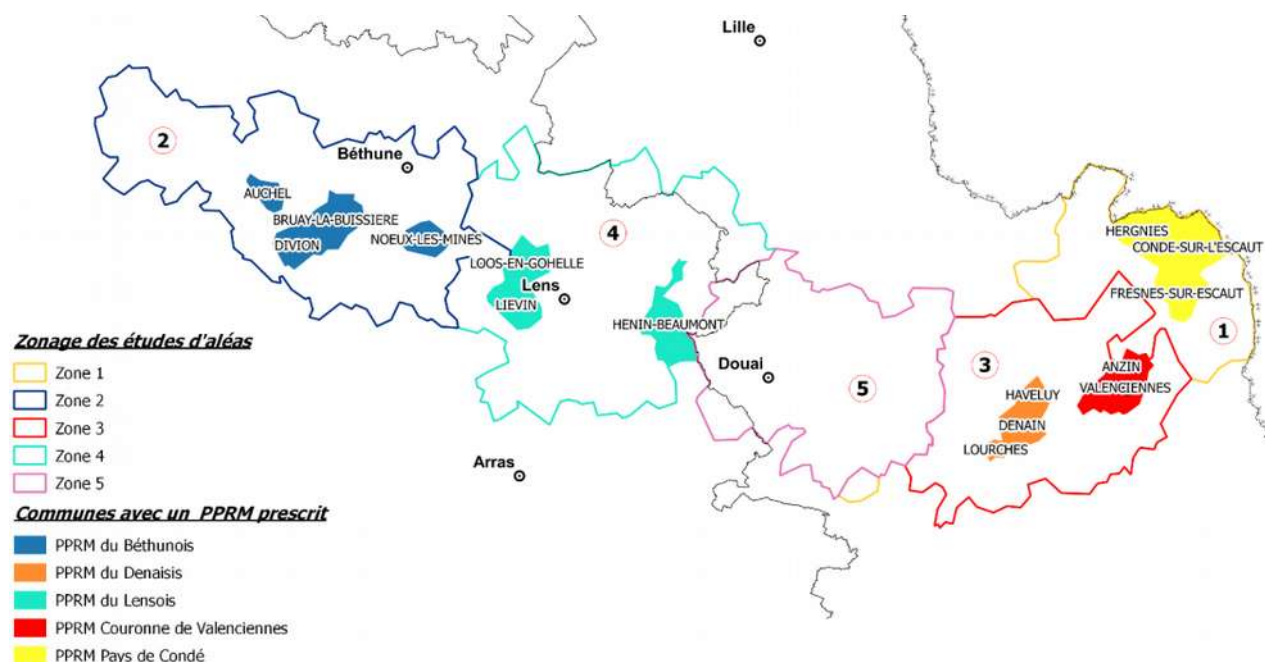 Lille
2
Béthune
AUCHEL
BRUAY-LA-BUISSIERE
DIVION
NOEUX-LES-MINES
4
LOOS-EN-GOHELLE
Lens
LIEVIN
HENIN-BEAUMONT
HERGNIES
CONDE-SUR-L'ESCAUT
FRESNES-SUR-ESCAUT
1
Douai
5
3
ANZIN
VALENCIENNES
HAVELUY
DENAIN
LOURCHES
Arras
Zonage des études d'aléas
Zone 1
Zone 2
Zone 3
Zone 4
Zone 5
Communes avec un PPRM prescrit
PPRM du Béthunois
PPRM du Denaisis
PPRM du Lensois
PPRM Couronne de Valenciennes
PPRM Pays de Condé